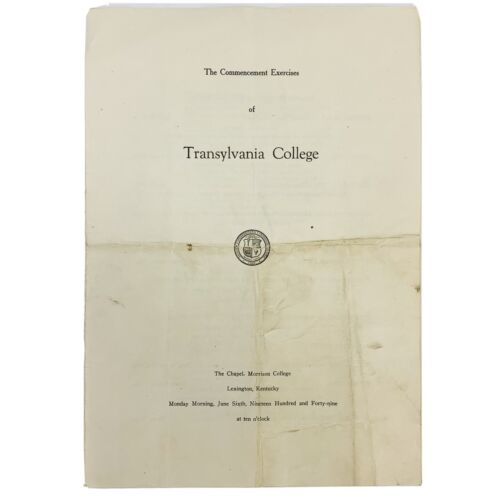 The Commencement Exercises
of
Transylvania College
The Chapel, Morrison College
Lexington, Kentucky
Monday Morning, June Sixth, Nineteen Hundred and Forty-nine
at ten o'clock